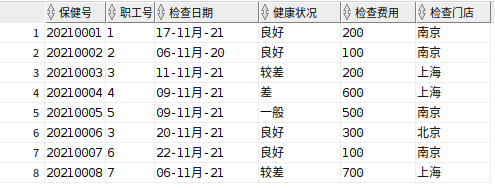 保健号 职工号 检查日期 健康状况 检查费用 检查门店
1 20210001 1 17-11月-21 良好 200 南京
2 20210002 2 06-11月-20 良好 100 南京
3 20210003 3 11-11月-21 较差 200 上海
4 20210004 4 09-11月-21 差 600 上海
5 20210005 5 09-11月-21 一般 500 南京
6 20210006 3 20-11月-21 良好 300 北京
7 20210007 6 22-11月-21 良好 100 南京
8 20210008 7 06-11月-21 较差 700 上海